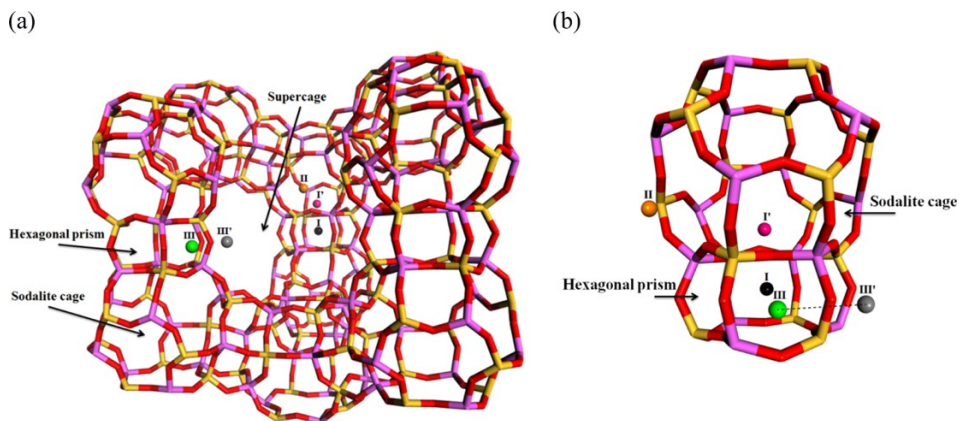 (a)
(b)
Supercage
II
I'
I
III
III'
Hexagonal prism
Sodalite cage
II
I'
Sodalite cage
I
Hexagonal prism
III
III'